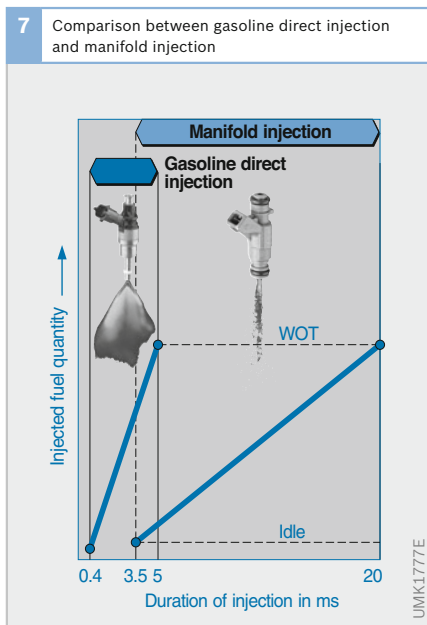 7 Comparison between gasoline direct injection
and manifold injection
Manifold injection
Gasoline direct
injection
Injected fuel quantity
WOT
Idle
0.4 3.5 5 20
Duration of injection in ms
UMK1777E